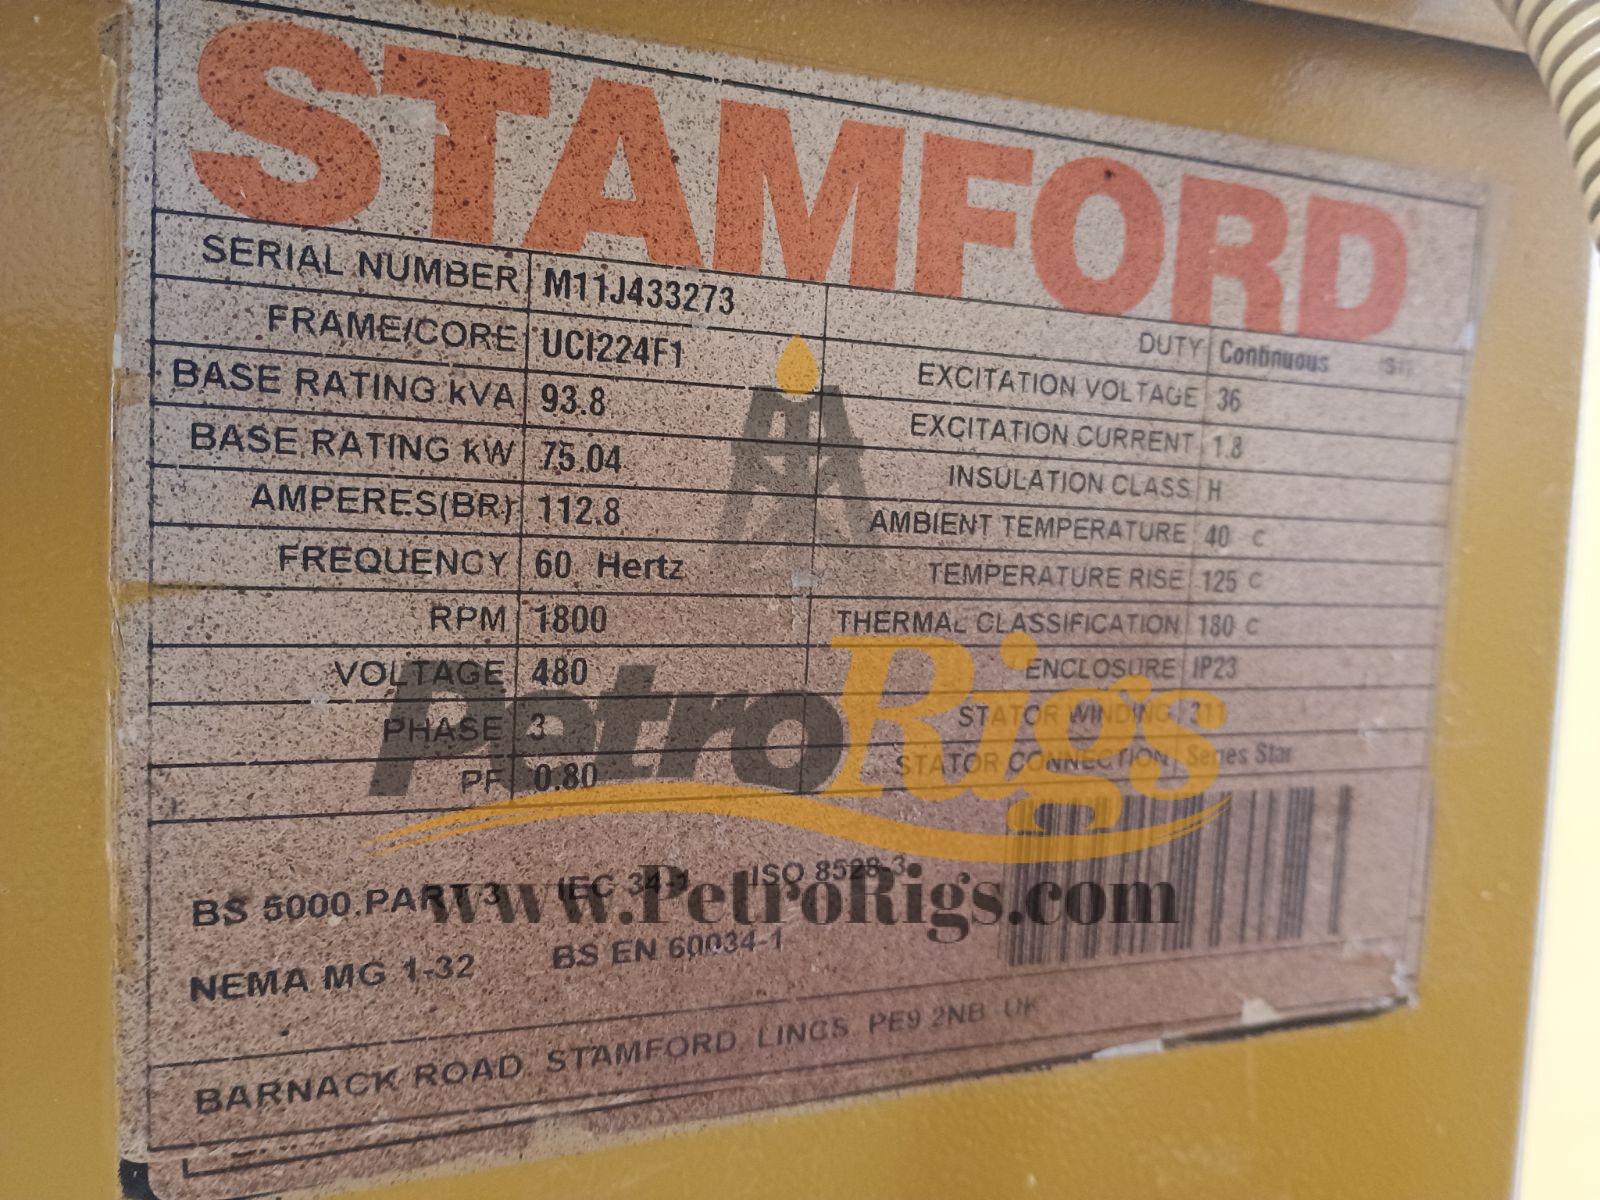 STAMFORD
SERIAL NUMBER M11J433273
FRAME/CORE UCI224F1
BASE RATING kVA 93.8
BASE RATING kW 75.04
AMPERES(BR) 112.8
FREQUENCY 60 Hertz
RPM 1800
VOLTAGE 480
PHASE 3
PF 0.80
DUTY Continuous
EXCITATION VOLTAGE 36
EXCITATION CURRENT 1.8
INSULATION CLASS H
AMBIENT TEMPERATURE 40 C
TEMPERATURE RISE 125 C
THERMAL CLASSIFICATION 180 C
ENCLOSURE IP23
STATOR WINDING 311
STATOR CONNECTION Series Star
PetroRigs
www.PetroRigs.com
BS 5000 PART 3 IEC 34-1 ISO 8528-3
NEMA MG 1-32 BS EN 60034-1
BARNACK ROAD STAMFORD LINCS PE9 2NB UK